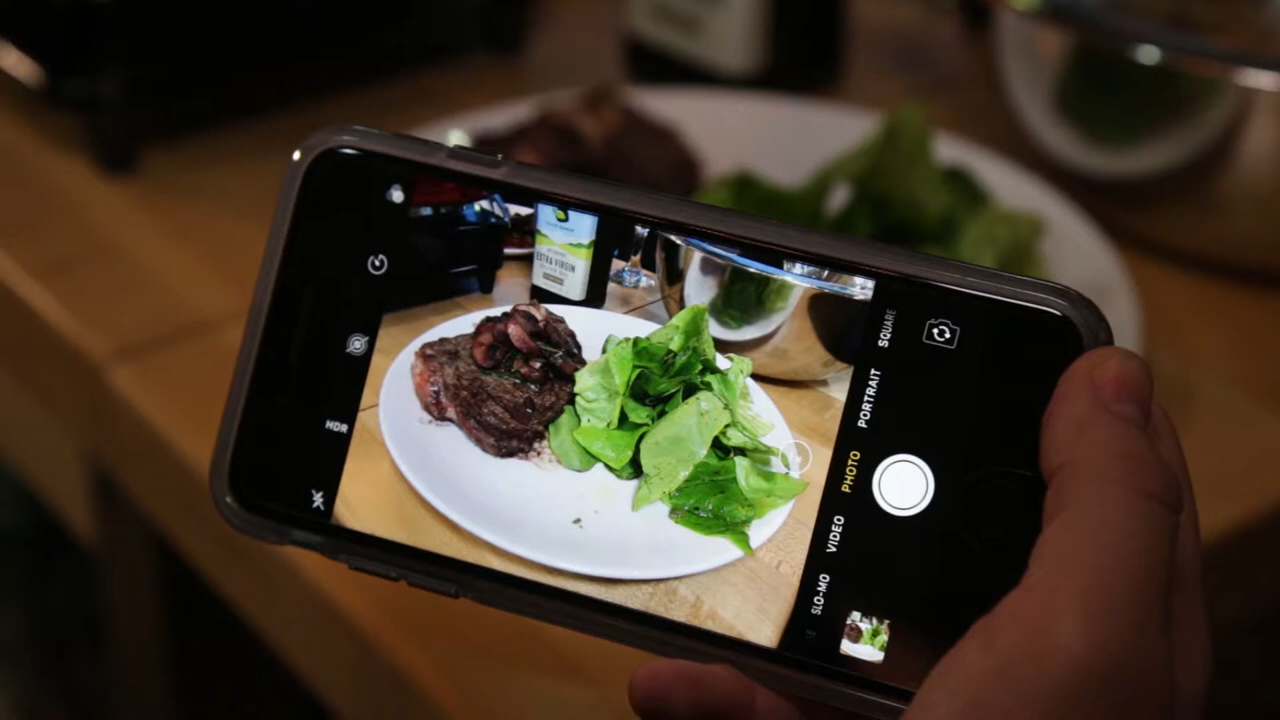 EXTRA VIRGIN
HDR
SQUARE
PORTRAIT
PHOTO
VIDEO
SLO-MO